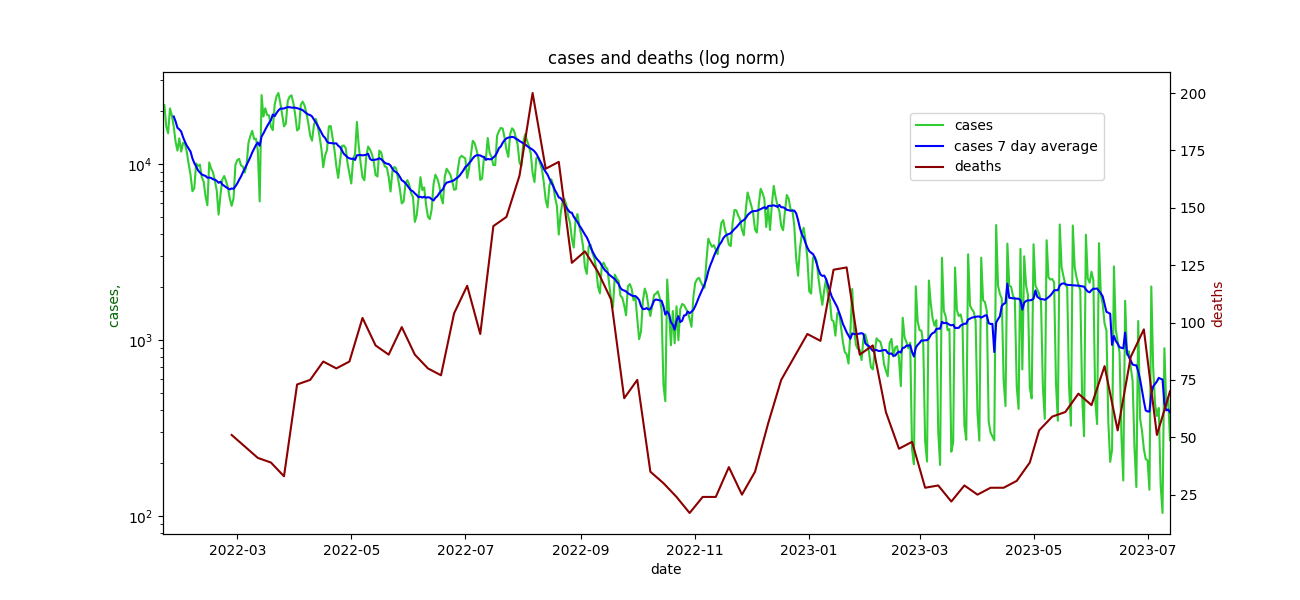 cases and deaths (log norm)
cases
cases 7 day average
deaths
10⁴
10³
10²
cases,
200
175
150
125
100
75
50
25
deaths
2022-03 2022-05 2022-07 2022-09 2022-11 2023-01 2023-03 2023-05 2023-07
date